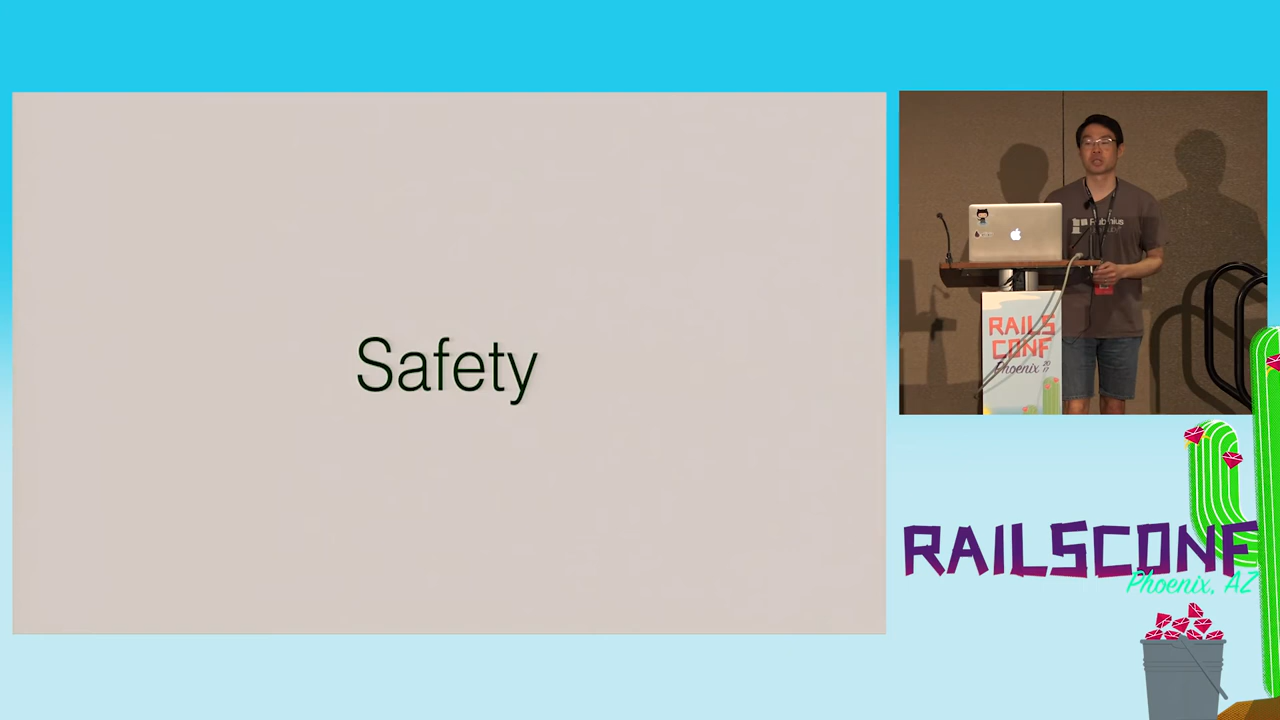 Safety
RAILS
CONF
Phoenix
RAILSCONF
Phoenix, AZ